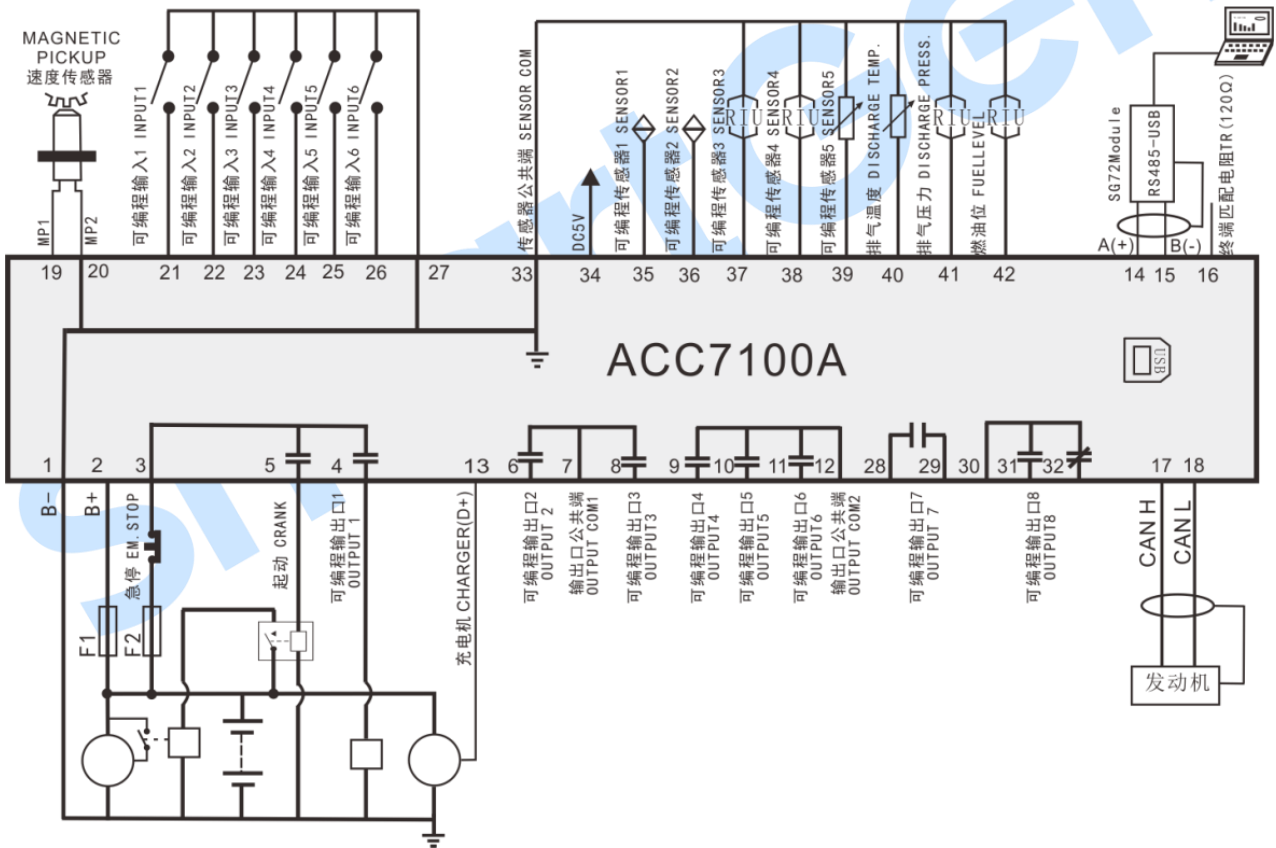 MAGNETIC
PICKUP
速度传感器
MP1
MP2
可编程输入1 INPUT1
可编程输入2 INPUT2
可编程输入3 INPUT3
可编程输入4 INPUT4
可编程输入5 INPUT5
可编程输入6 INPUT6
传感器公共端 SENSOR COM
DC5V
可编程传感器1 SENSOR1
可编程传感器2 SENSOR2
可编程传感器3 SENSOR3
可编程传感器4 SENSOR4
可编程传感器5 SENSOR5
排气温度 DISCHARGE TEMP.
排气压力 DISCHARGE PRESS.
燃油位 FUELLEVEL
R I U
R I U
R I U
R I U
SG72Module
RS485-USB
A(+)
B(-)
终端匹配电阻TR(120Ω)
19 20 21 22 23 24 25 26 27 33 34 35 36 37 38 39 40 41 42 14 15 16
ACC7100A
USB
1 2 3 5 4 13 6 7 8 9 10 11 12 28 29 30 31 32 17 18
B-
B+
急停 EM. STOP
起动 CRANK
可编程输出口1
OUTPUT 1
充电机 CHARGER(D+)
可编程输出口2
OUTPUT 2
输出口公共端
OUTPUT COM1
可编程输出口3
OUTPUT3
可编程输出口4
OUTPUT4
可编程输出口5
OUTPUT5
可编程输出口6
OUTPUT6
输出口公共端
OUTPUT COM2
可编程输出口7
OUTPUT 7
可编程输出口8
OUTPUT8
CAN H
CAN L
F1
F2
发动机